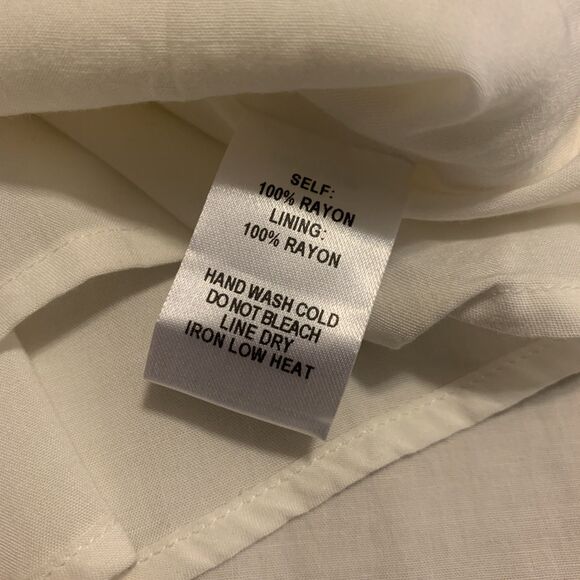 SELF:
100% RAYON
LINING:
100% RAYON
HAND WASH COLD
DO NOT BLEACH
LINE DRY
IRON LOW HEAT